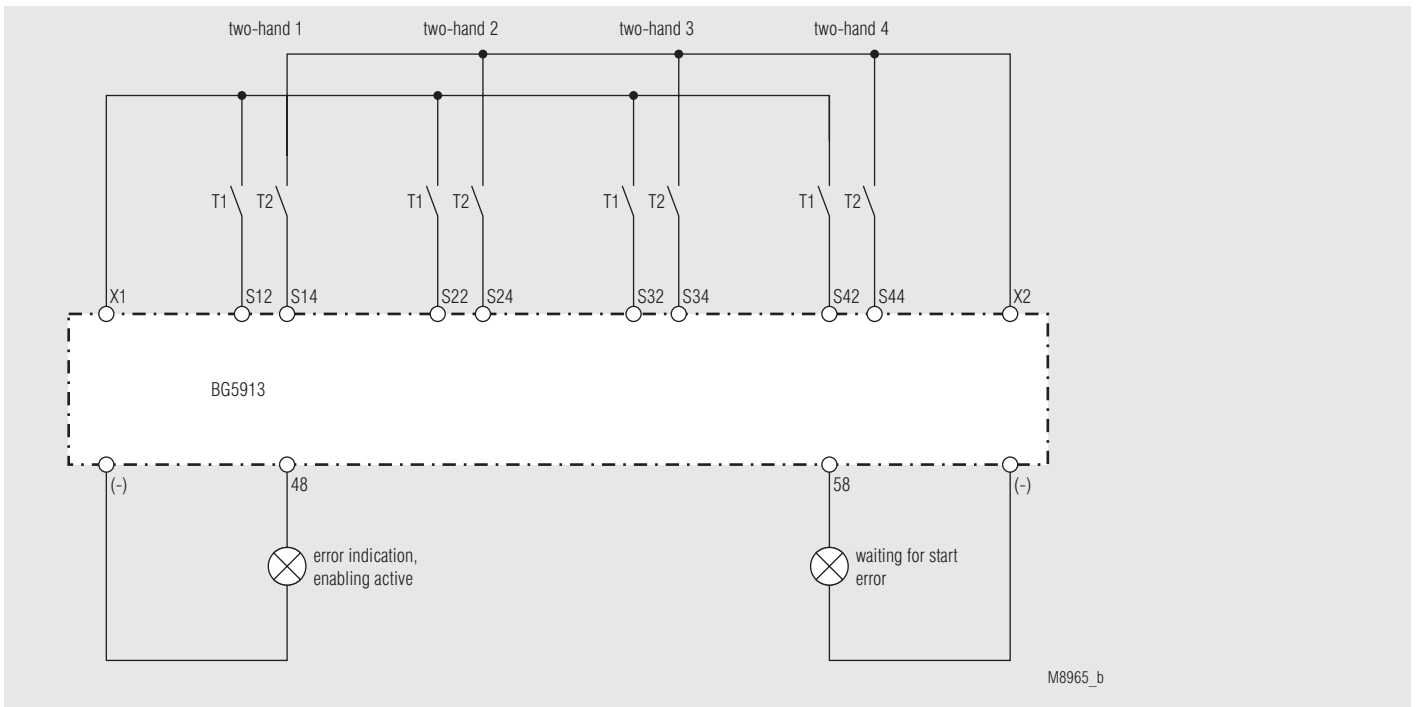 two-hand 1
two-hand 2
two-hand 3
two-hand 4
T1
T2
T1
T2
T1
T2
T1
T2
X1
S12
S14
S22
S24
S32
S34
S42
S44
X2
BG5913
(-)
48
58
(-)
error indication,
enabling active
waiting for start
error
M8965_b